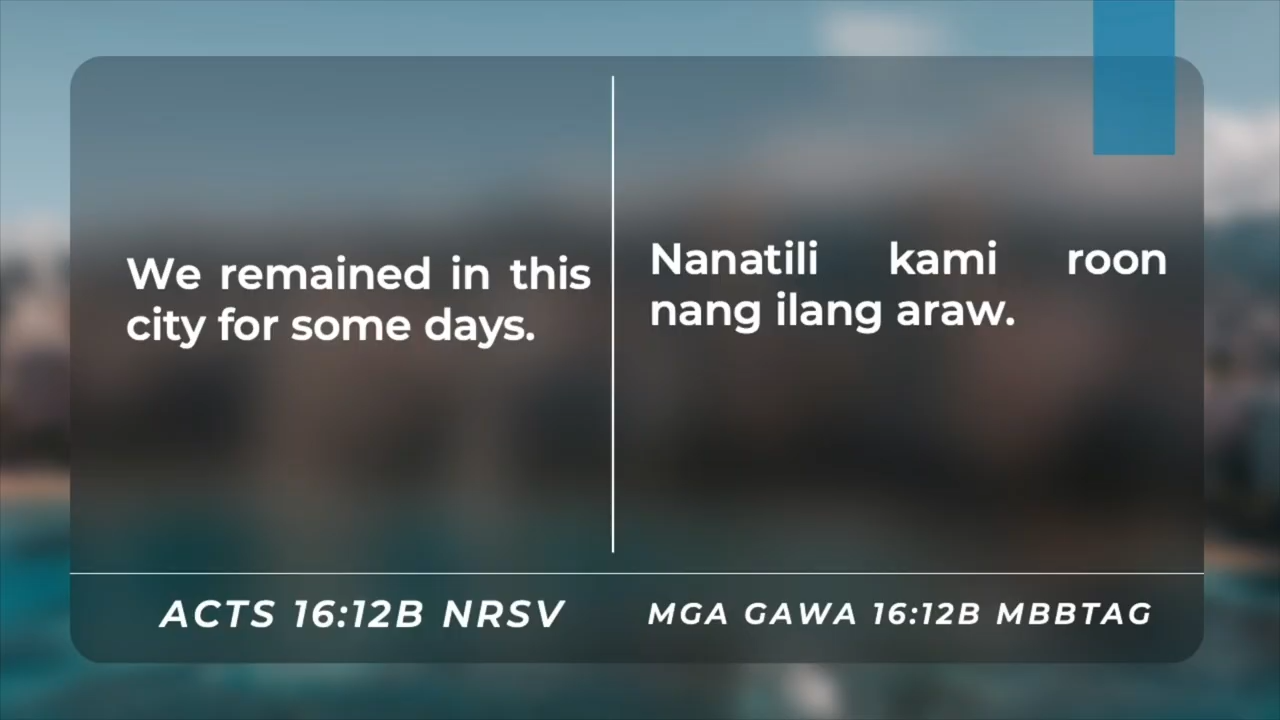 We remained in this
city for some days.
Nanatili kami roon
nang ilang araw.
ACTS 16:12B NRSV
MGA GAWA 16:12B MBBTAG